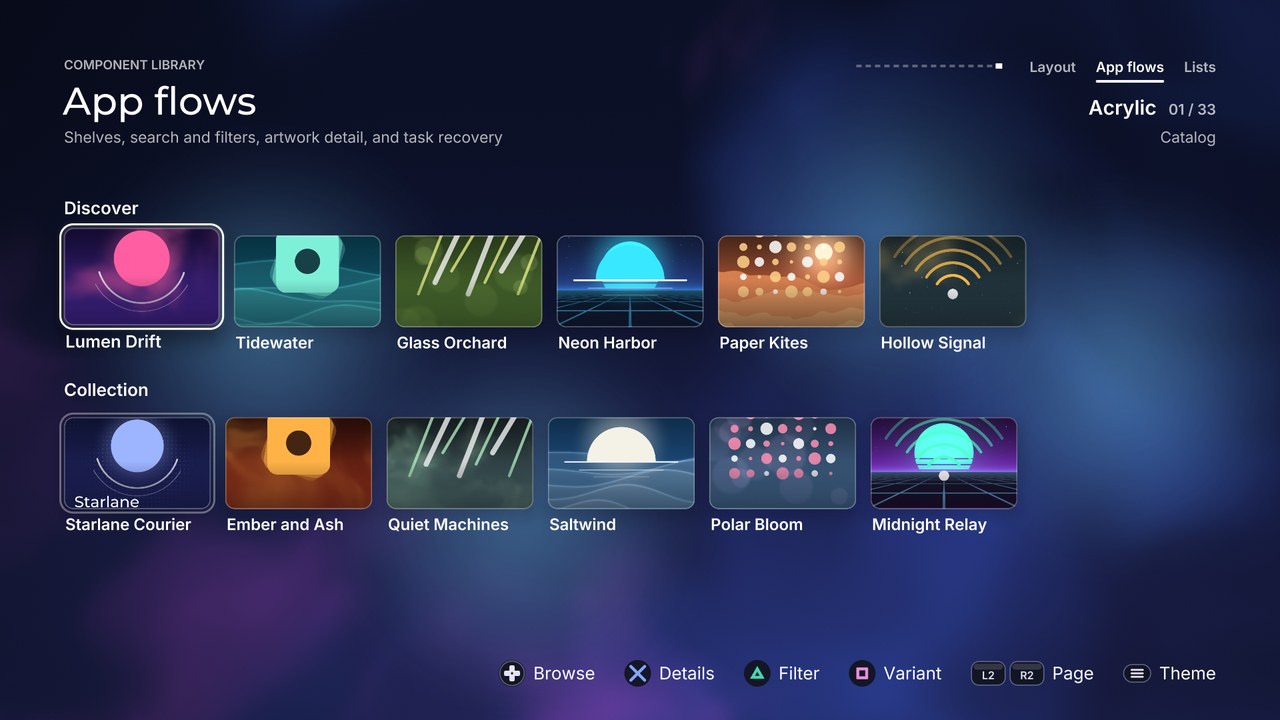 COMPONENT LIBRARY
App flows
Shelves, search and filters, artwork detail, and task recovery
Layout App flows Lists
Acrylic 01 / 33
Catalog
Discover
Lumen Drift Tidewater Glass Orchard Neon Harbor Paper Kites Hollow Signal
Collection
Starlane
Starlane Courier Ember and Ash Quiet Machines Saltwind Polar Bloom Midnight Relay
Browse Details Filter Variant L2 R2 Page Theme